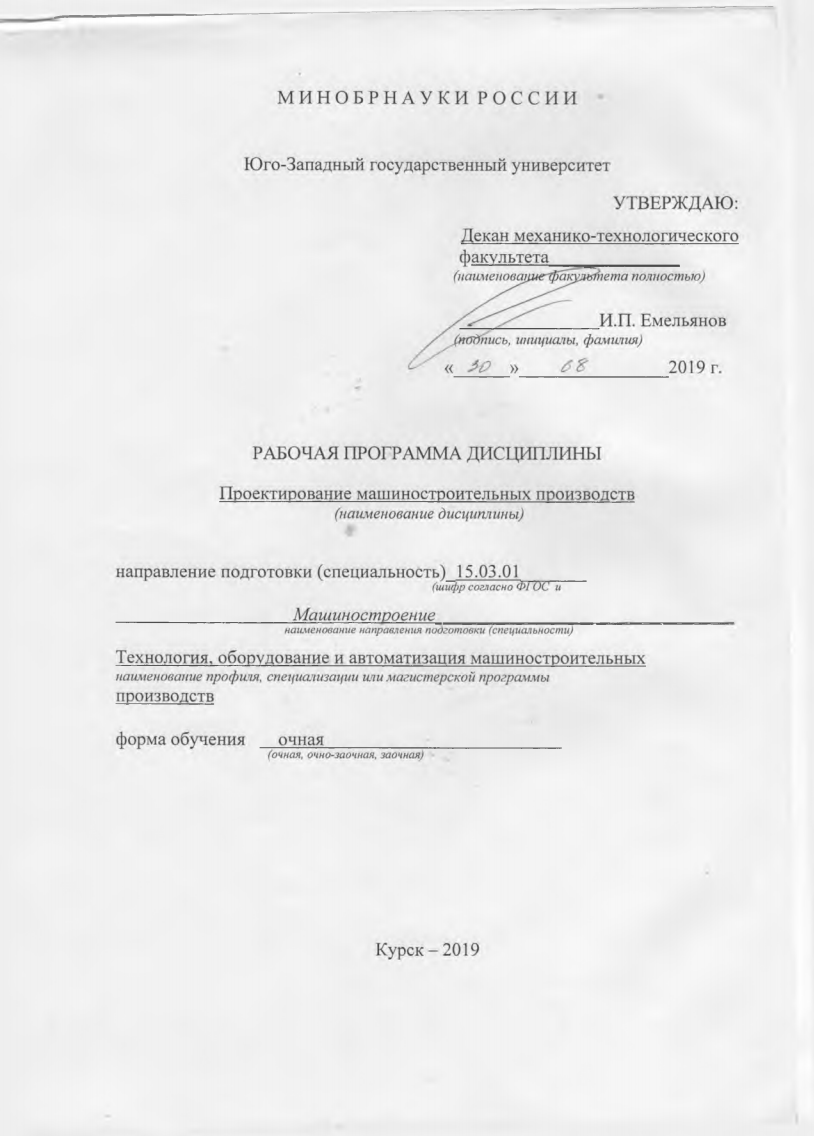 МИНОБРНАУКИ РОССИИ
Юго-Западный государственный университет
УТВЕРЖДАЮ:
Декан механико-технологического
факультета
(наименование факультета полностью)
И.П. Емельянов
(подпись, инициалы, фамилия)
« 30 » 08 2019 г.
РАБОЧАЯ ПРОГРАММА ДИСЦИПЛИНЫ
Проектирование машиностроительных производств
(наименование дисциплины)
направление подготовки (специальность) 15.03.01
(шифр согласно ФГОС и
Машиностроение
наименование направления подготовки (специальности)
Технология, оборудование и автоматизация машиностроительных
наименование профиля, специализации или магистерской программы
производств
форма обучения очная
(очная, очно-заочная, заочная)
Курск – 2019